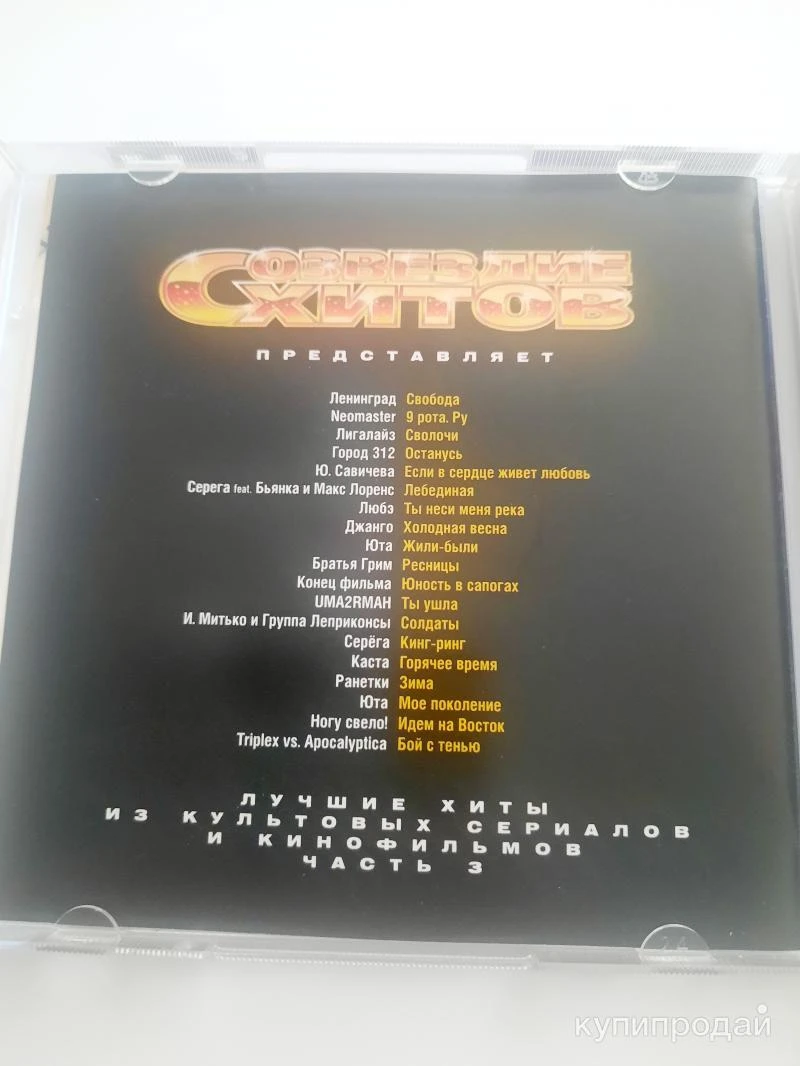 СОЗВЕЗДИЕ
ХИТОВ
ПРЕДСТАВЛЯЕТ
Ленинград Свобода
Neomaster 9 рота. Ру
Лигалайз Сволочи
Город 312 Останусь
Ю. Савичева Если в сердце живет любовь
Серега feat. Бьянка и Макс Лоренс Лебединая
Любэ Ты неси меня река
Джанго Холодная весна
Юта Жили-были
Братья Грим Ресницы
Конец фильма Юность в сапогах
UMA2RMAН Ты ушла
И. Митько и Группа Леприконсы Солдаты
Серёга Кинг-ринг
Каста Горячее время
Ранетки Зима
Юта Мое поколение
Ногу свело! Идем на Восток
Triplex vs. Apocalyptica Бой с тенью
ЛУЧШИЕ ХИТЫ
ИЗ КУЛЬТОВЫХ СЕРИАЛОВ
И КИНОФИЛЬМОВ
ЧАСТЬ 3
купипродай